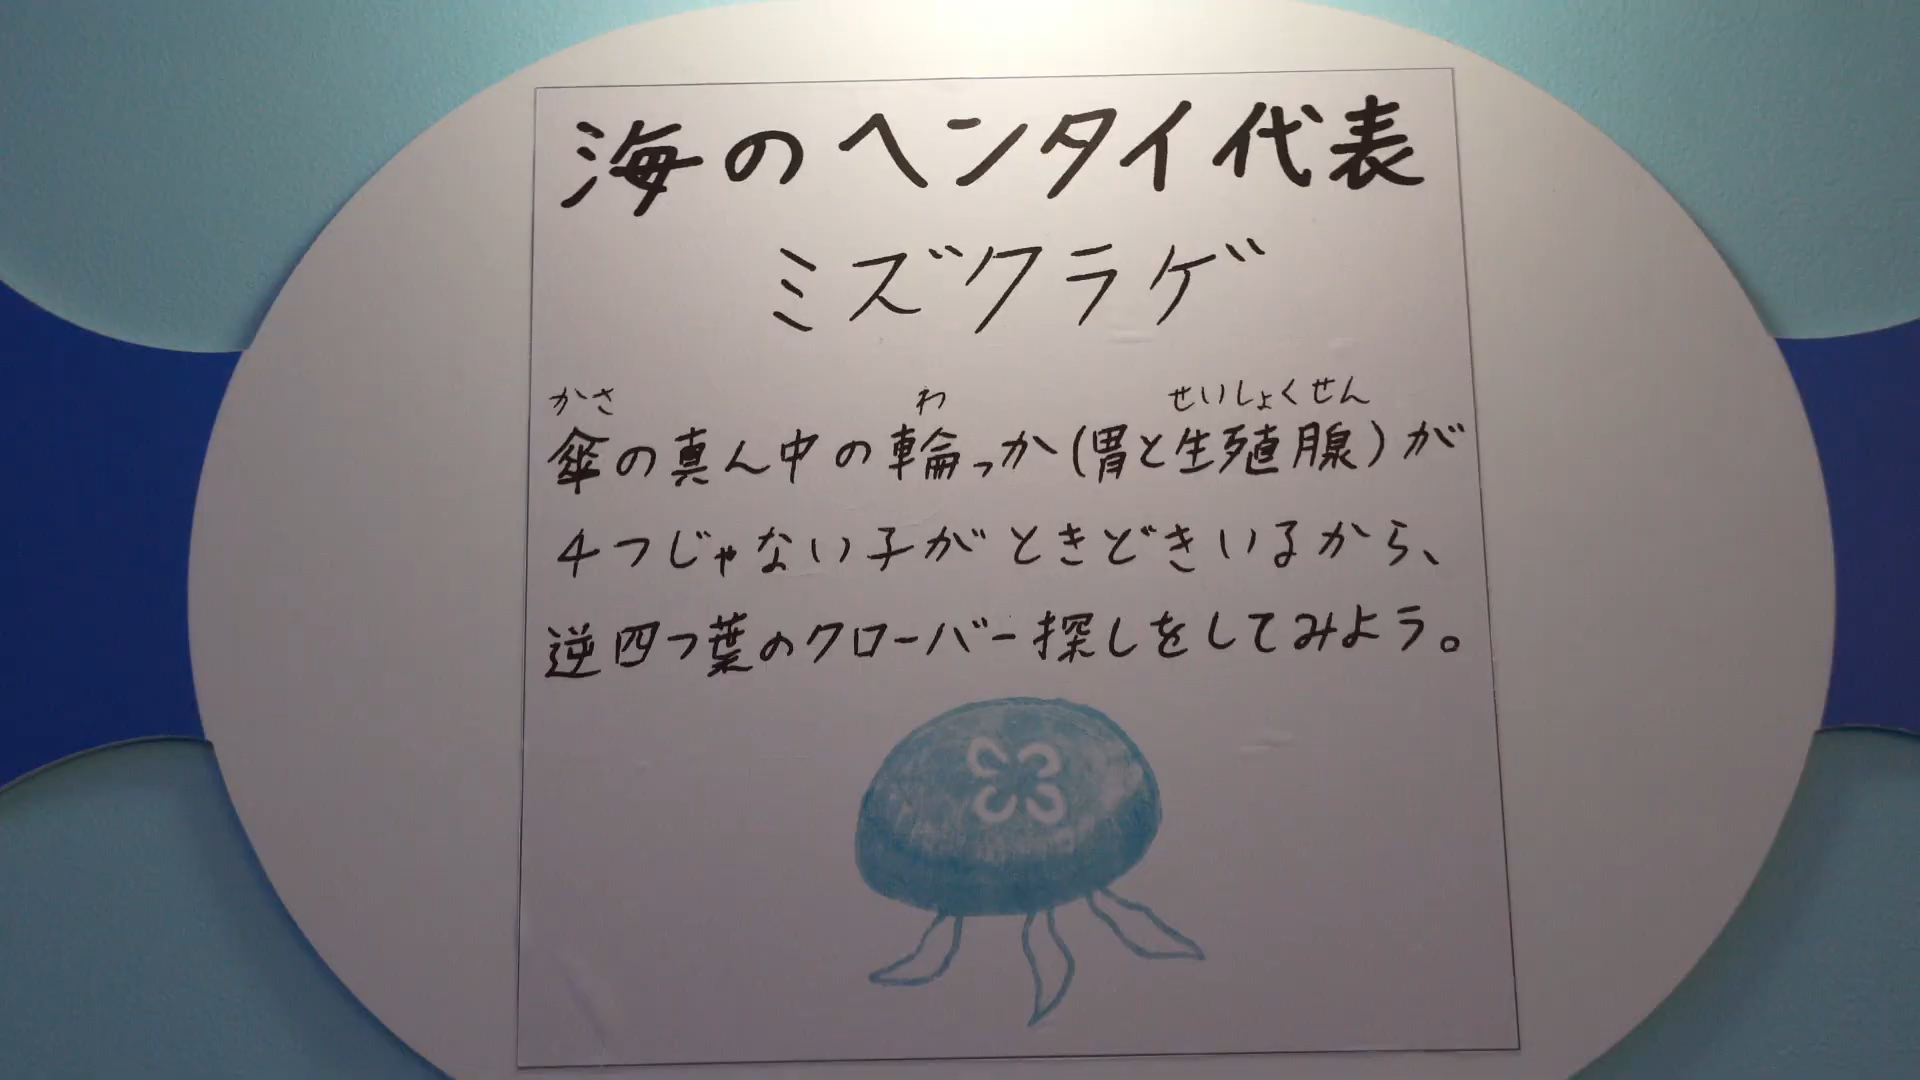 海のヘンタイ代表
ミズクラゲ
かさ わ せいしょくせん
傘の真ん中の輪っか(胃と生殖腺)が
4つじゃない子がときどきいるから、
逆四つ葉のクローバー探しをしてみよう。